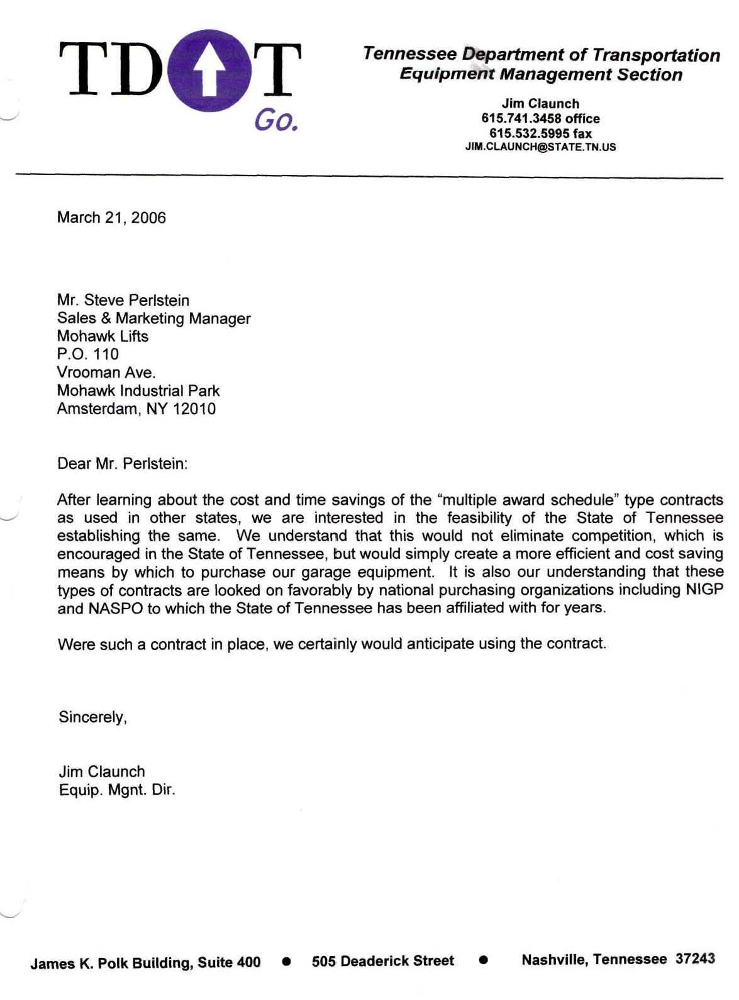 TDOT
Go.
Tennessee Department of Transportation
Equipment Management Section
Jim Claunch
615.741.3458 office
615.532.5995 fax
JIM.CLAUNCH@STATE.TN.US
March 21, 2006
Mr. Steve Perlstein
Sales & Marketing Manager
Mohawk Lifts
P.O. 110
Vrooman Ave.
Mohawk Industrial Park
Amsterdam, NY 12010
Dear Mr. Perlstein:
After learning about the cost and time savings of the “multiple award schedule” type contracts
as used in other states, we are interested in the feasibility of the State of Tennessee
establishing the same. We understand that this would not eliminate competition, which is
encouraged in the State of Tennessee, but would simply create a more efficient and cost saving
means by which to purchase our garage equipment. It is also our understanding that these
types of contracts are looked on favorably by national purchasing organizations including NIGP
and NASPO to which the State of Tennessee has been affiliated with for years.
Were such a contract in place, we certainly would anticipate using the contract.
Sincerely,
Jim Claunch
Equip. Mgnt. Dir.
James K. Polk Building, Suite 400 ● 505 Deaderick Street ● Nashville, Tennessee 37243